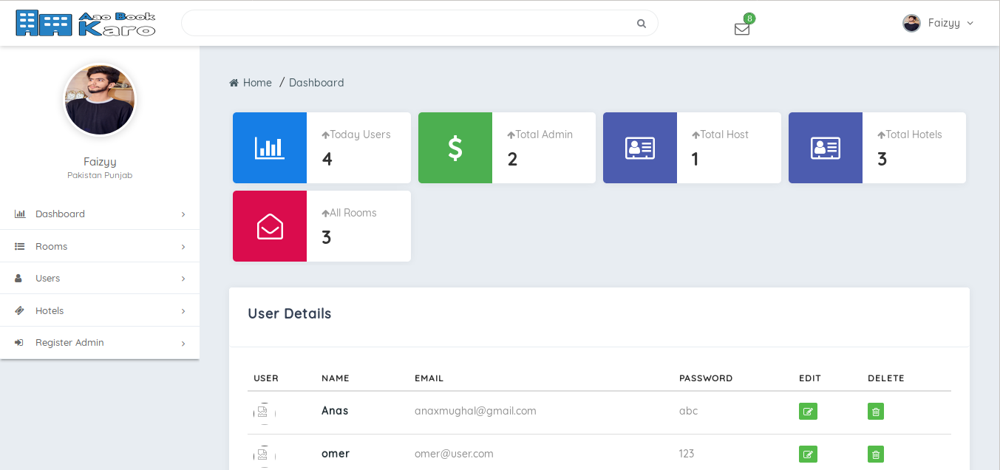 Aao Book
Karo
8
Faizyy
Home / Dashboard
Faizyy
Pakistan Punjab
Dashboard
Rooms
Users
Hotels
Register Admin
Today Users
4
Total Admin
2
Total Host
1
Total Hotels
3
All Rooms
3
User Details
USER NAME EMAIL PASSWORD EDIT DELETE
Anas anaxmughal@gmail.com abc
omer omer@user.com 123